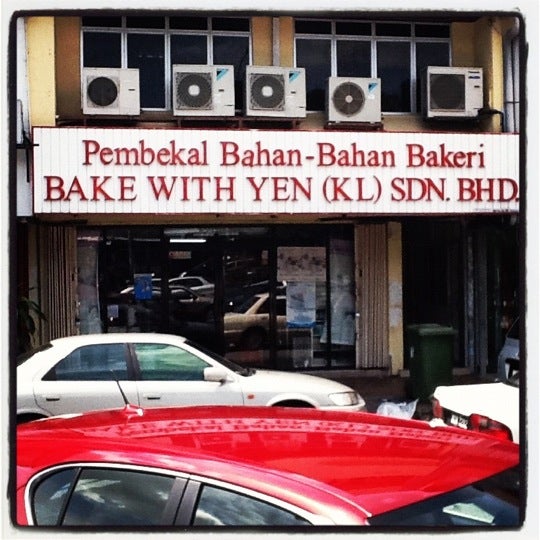 Pembekal Bahan-Bahan Bakeri
BAKE WITH YEN (KL) SDN. BHD.